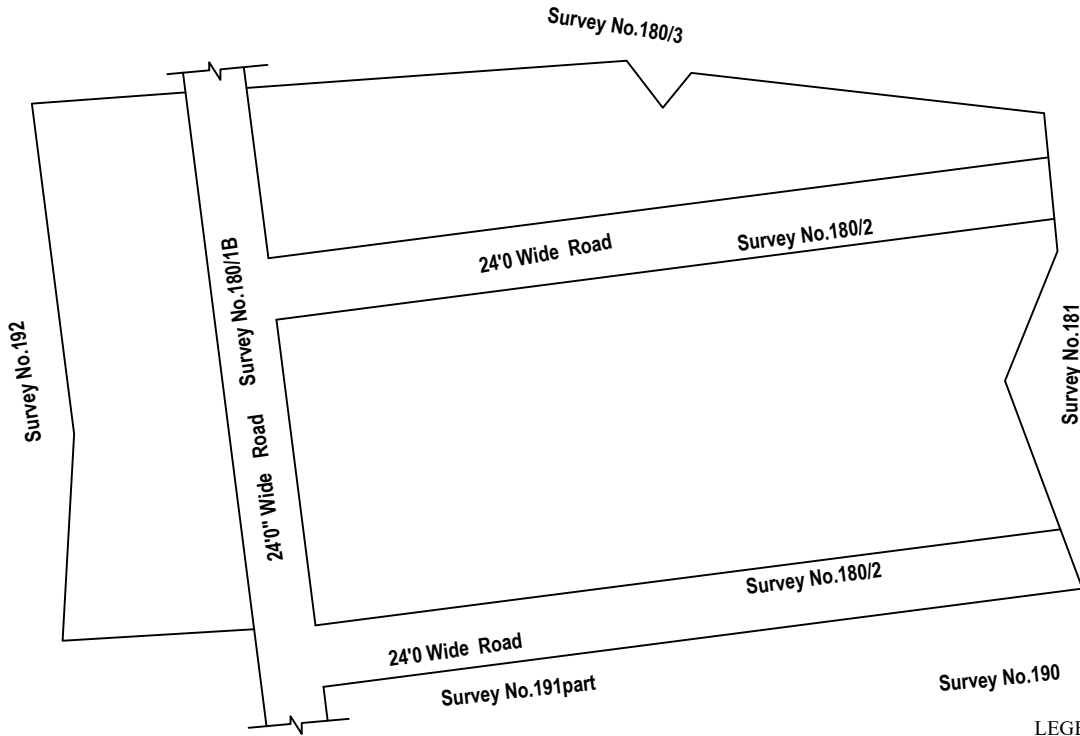 Survey No.180/3
Survey No.180/1B
24'0 Wide Road
Survey No.180/2
Survey No.192
Survey No.181
24'0" Wide Road
Survey No.180/2
24'0 Wide Road
Survey No.191part
Survey No.190